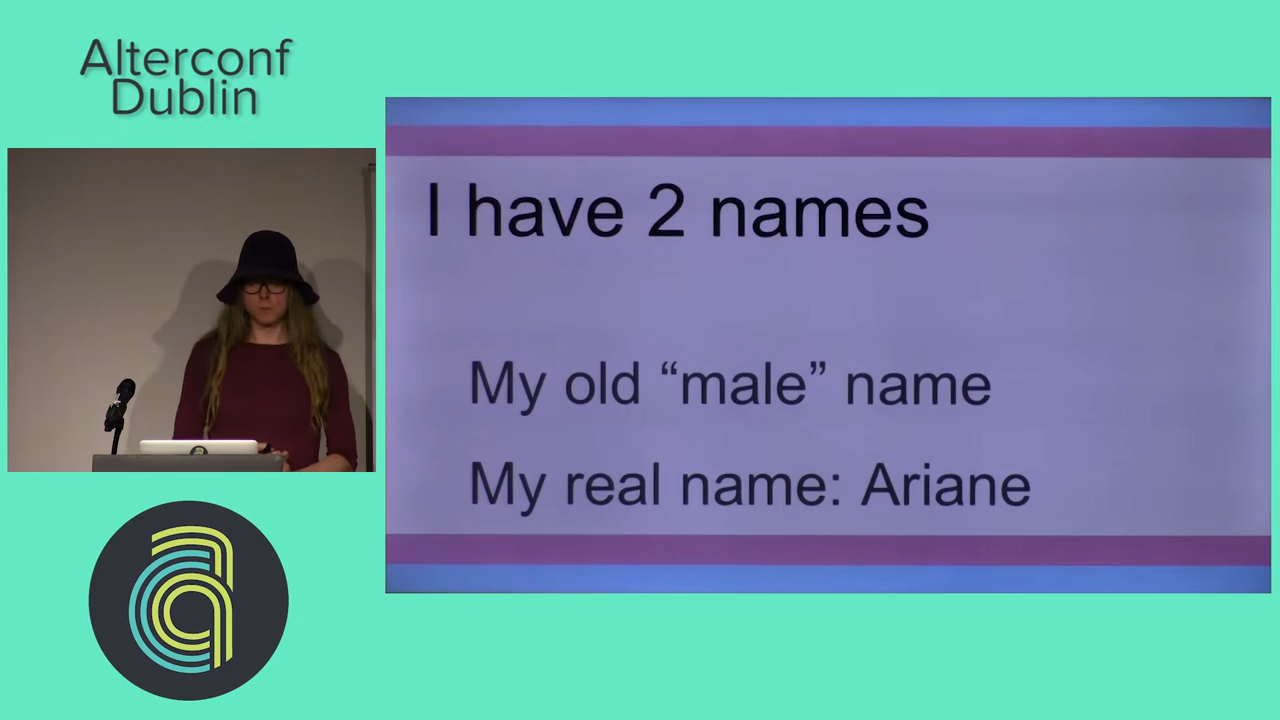 Alterconf
Dublin
I have 2 names
My old “male” name
My real name: Ariane